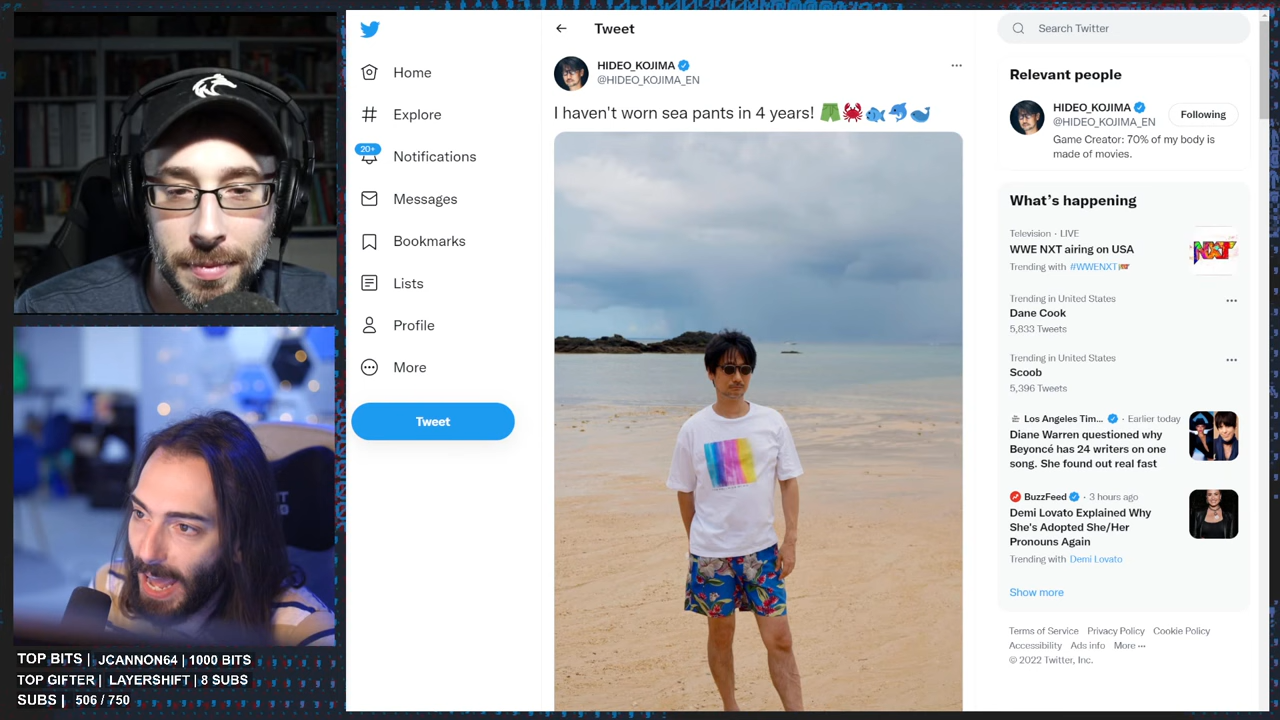 TOP BITS | JCANNON64 | 1000 BITS
TOP GIFTER | LAYERSHIFT | 8 SUBS
SUBS | 506 / 750
Home
Explore
20+
Notifications
Messages
Bookmarks
Lists
Profile
More
Tweet
Tweet
HIDEO_KOJIMA
@HIDEO_KOJIMA_EN
I haven't worn sea pants in 4 years! 🩳🦀🐟🐬🐳
Search Twitter
Relevant people
HIDEO_KOJIMA
@HIDEO_KOJIMA_EN
Following
Game Creator: 70% of my body is
made of movies.
What's happening
Television · LIVE
WWE NXT airing on USA
Trending with #WWENXT
NXT
Trending in United States
Dane Cook
5,833 Tweets
Trending in United States
Scoob
5,396 Tweets
Los Angeles Tim... · Earlier today
Diane Warren questioned why
Beyoncé has 24 writers on one
song. She found out real fast
BuzzFeed · 3 hours ago
Demi Lovato Explained Why
She's Adopted She/Her
Pronouns Again
Trending with Demi Lovato
Show more
Terms of Service Privacy Policy Cookie Policy
Accessibility Ads info More ···
© 2022 Twitter, Inc.